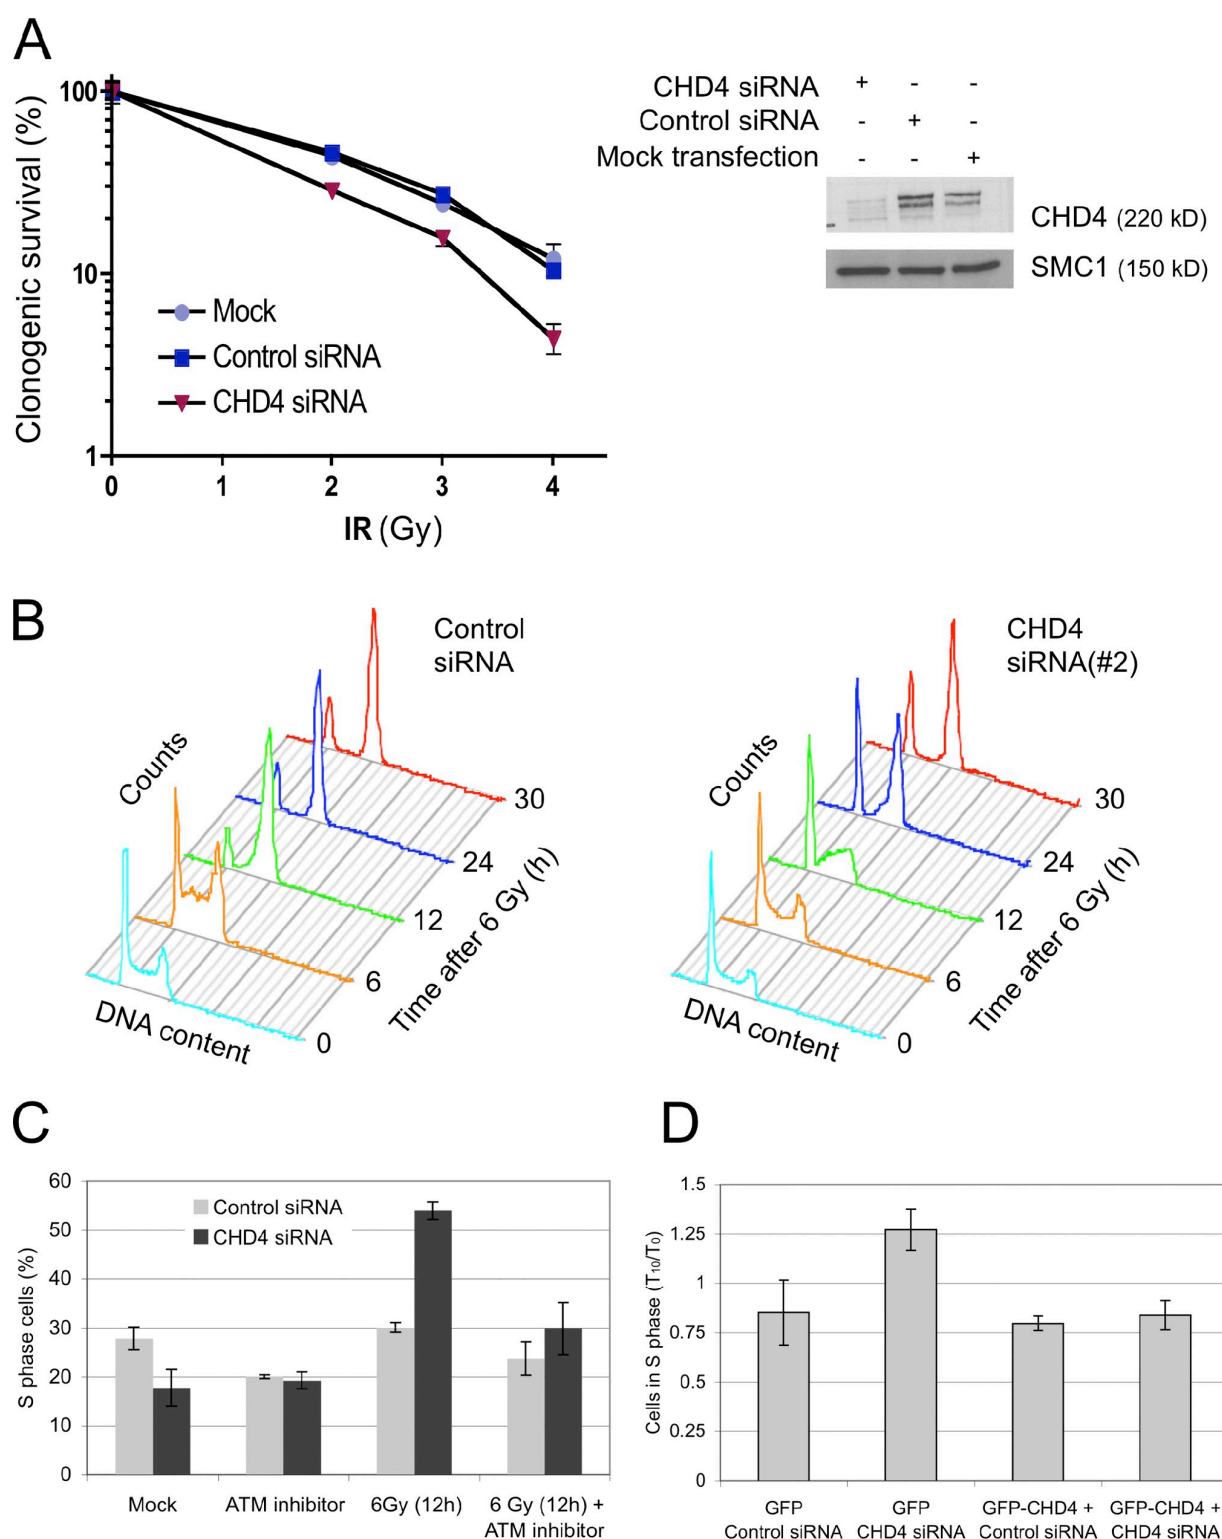 A
Clonogenic survival (%)
100
10
1
0 1 2 3 4
IR (Gy)
Mock
Control siRNA
CHD4 siRNA
CHD4 siRNA + - -
Control siRNA - + -
Mock transfection - - +
CHD4 (220 kD)
SMC1 (150 kD)
B
Control
siRNA
Counts
30
24
12
6
0
Time after 6 Gy (h)
DNA content
CHD4
siRNA(#2)
Counts
30
24
12
6
0
Time after 6 Gy (h)
DNA content
C
S phase cells (%)
60
50
40
30
20
10
0
Control siRNA
CHD4 siRNA
Mock
ATM inhibitor
6Gy (12h)
6 Gy (12h) +
ATM inhibitor
D
Cells in S phase (T10/T0)
1.5
1.25
1
0.75
0.5
0.25
0
GFP
Control siRNA
GFP
CHD4 siRNA
GFP-CHD4 +
Control siRNA
GFP-CHD4 +
CHD4 siRNA